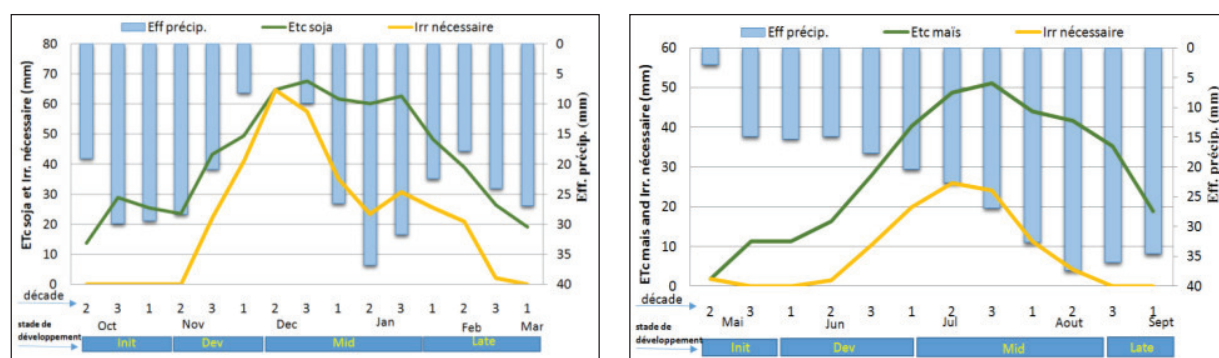 Eff précip. Etc soja Irr nécessaire
ETc soja et Irr. nécessaire (mm)
80
70
60
50
40
30
20
10
0
0
5
10
15
20
25
30
35
40
Eff. précip. (mm)
décade
2 3 1 2 3 1 2 3 1 2 3 1 2 3 1
Oct Nov Dec Jan Feb Mar
stade de
développement
Init Dev Mid Late
Eff précip. Etc maïs Irr nécessaire
ETc mais and Irr. nécessaire (mm)
60
50
40
30
20
10
0
0
5
10
15
20
25
30
35
40
Eff. précip. (mm)
décade
2 3 1 2 3 1 2 3 1 2 3 1
Mai Jun Jul Aout Sept
stade de
développement
Init Dev Mid Late